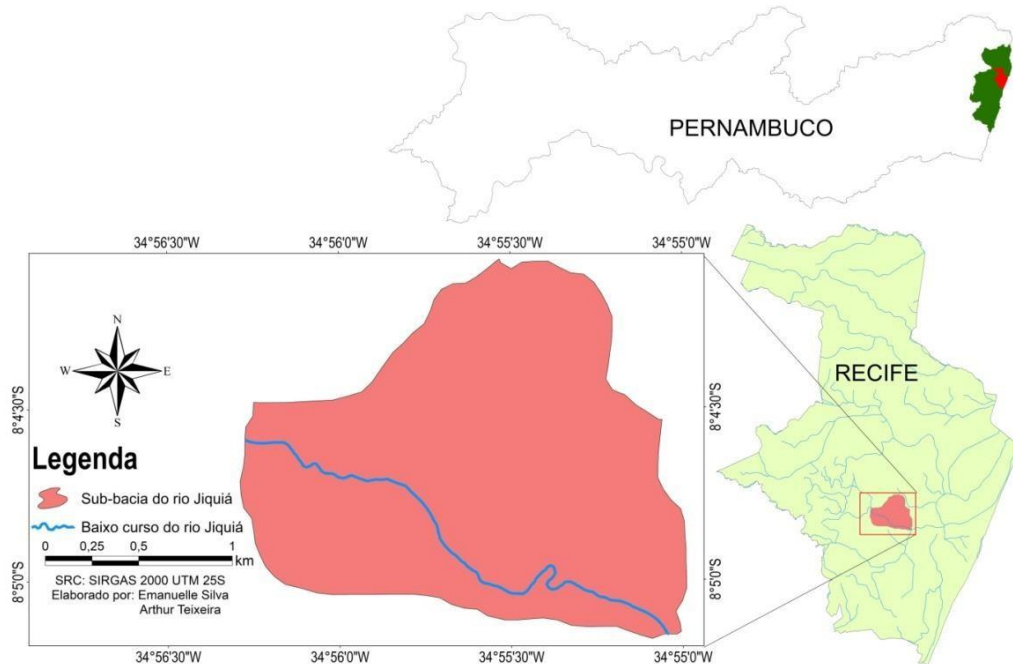 PERNAMBUCO
34°56'30"W 34°56'0"W 34°55'30"W 34°55'0"W
RECIFE
N
W E
S
8°4'30"S 8°4'30"S
Legenda
Sub-bacia do rio Jiquiá
Baixo curso do rio Jiquiá
0 0,25 0,5 1
km
SRC: SIRGAS 2000 UTM 25S
Elaborado por: Emanuelle Silva
Arthur Teixeira
8°5'0"S 8°5'0"S
34°56'30"W 34°56'0"W 34°55'30"W 34°55'0"W